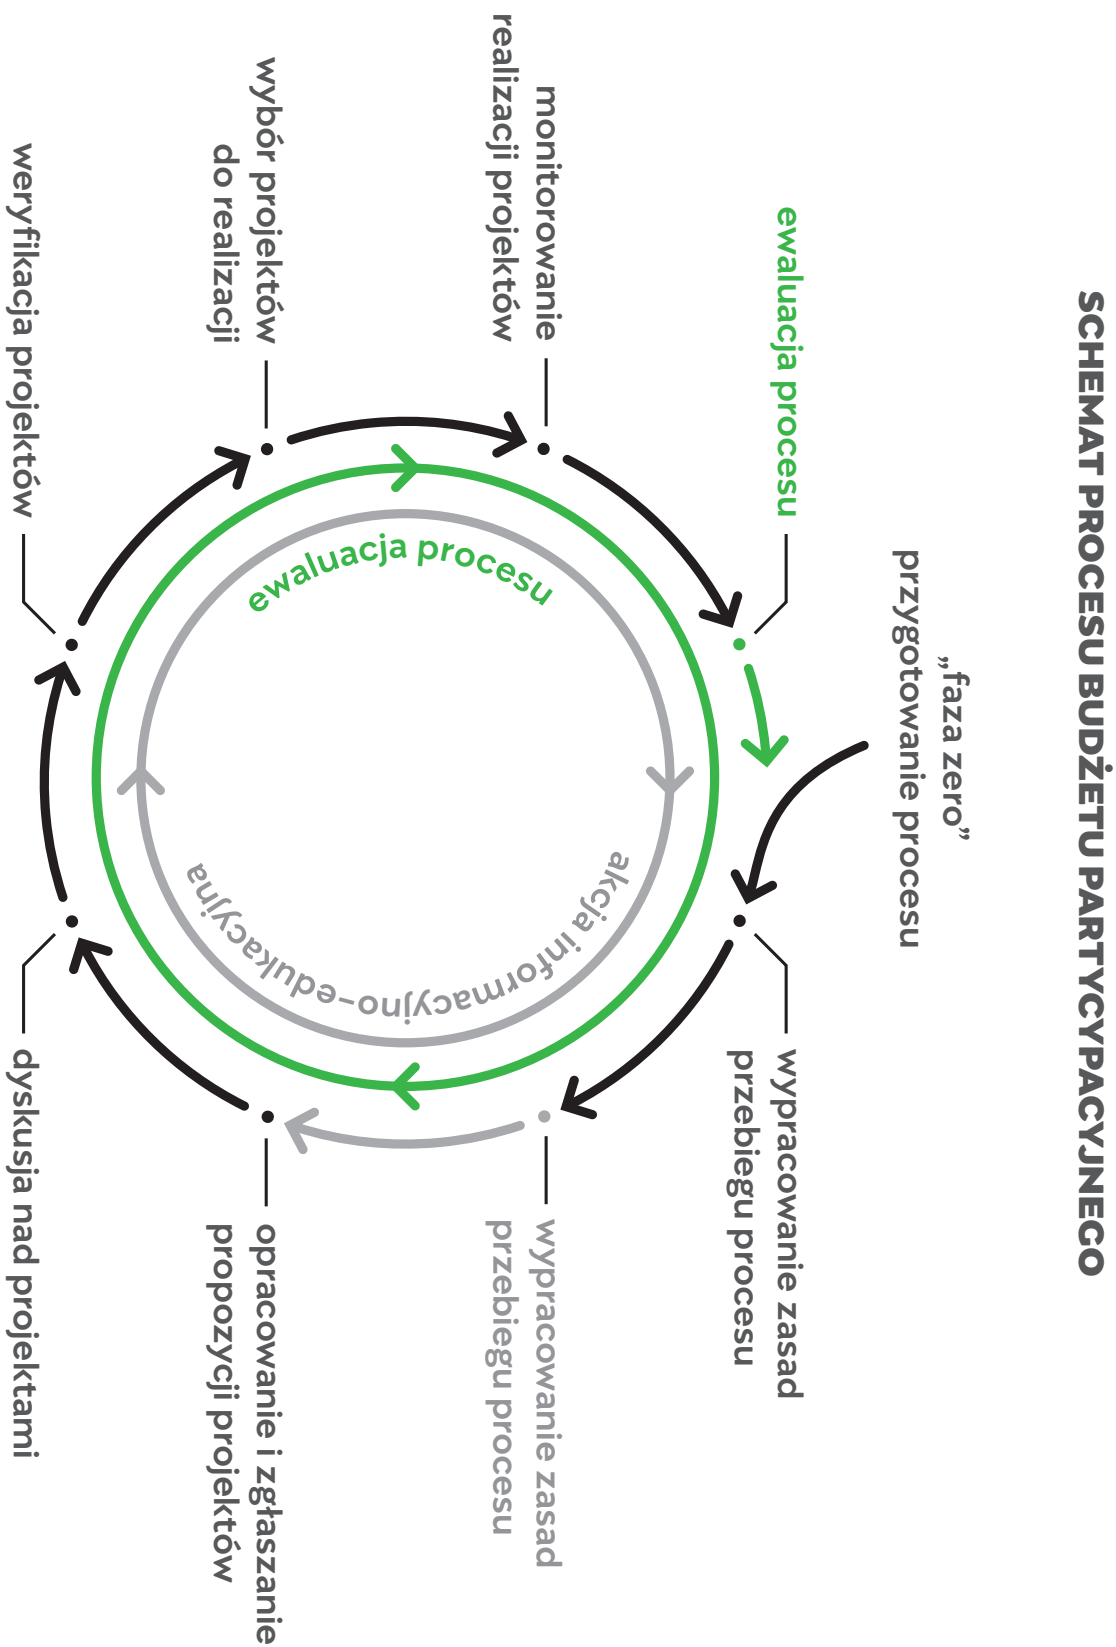 SCHEMAT PROCESU BUDŻETU PARTYCYPACYJNEGO
„faza zero”
przygotowanie procesu
wypracowanie zasad
przebiegu procesu
wypracowanie zasad
przebiegu procesu
opracowanie i zgłaszanie
propozycji projektów
dyskusja nad projektami
weryfikacja projektów
wybór projektów
do realizacji
monitorowanie
realizacji projektów
ewaluacja procesu
ewaluacja procesu
akcja informacyjno-edukacyjna